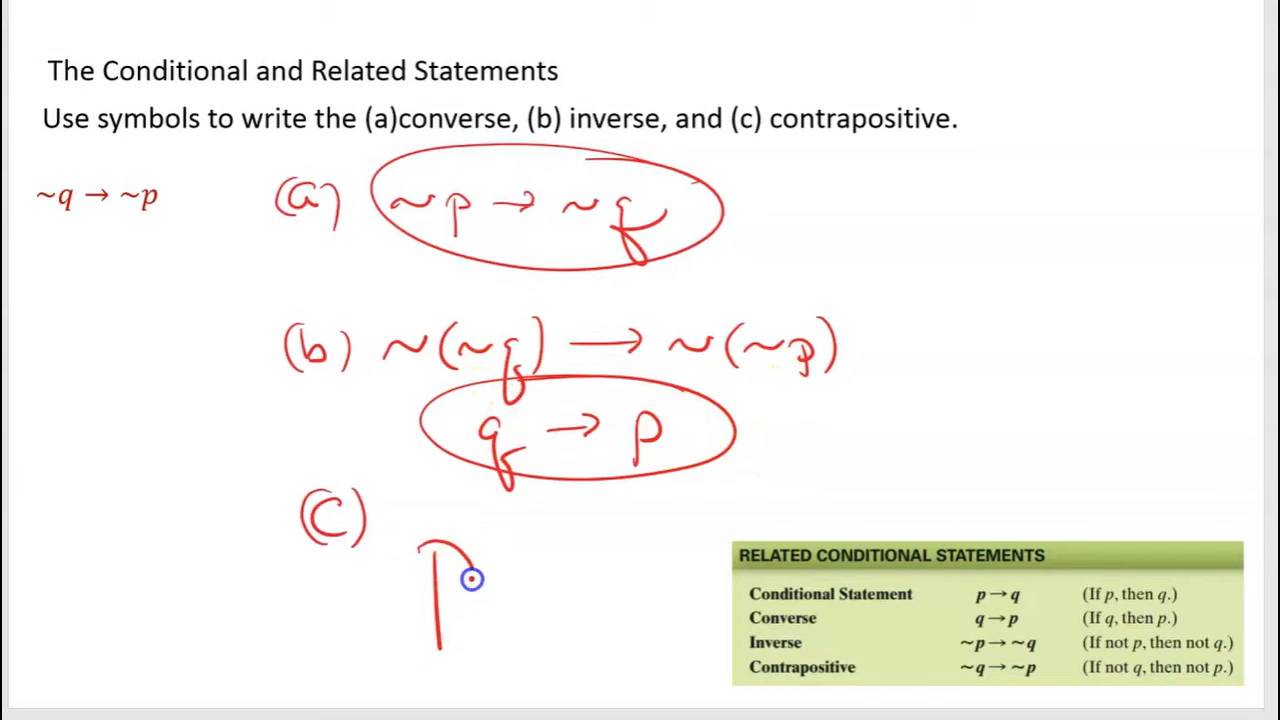 The Conditional and Related Statements
Use symbols to write the (a)converse, (b) inverse, and (c) contrapositive.
~q → ~p
(a) ~p → ~q
(b) ~(~q) → ~(~p)
q → p
(C)
p
RELATED CONDITIONAL STATEMENTS
Conditional Statement p → q (If p, then q.)
Converse q → p (If q, then p.)
Inverse ~p → ~q (If not p, then not q.)
Contrapositive ~q → ~p (If not q, then not p.)